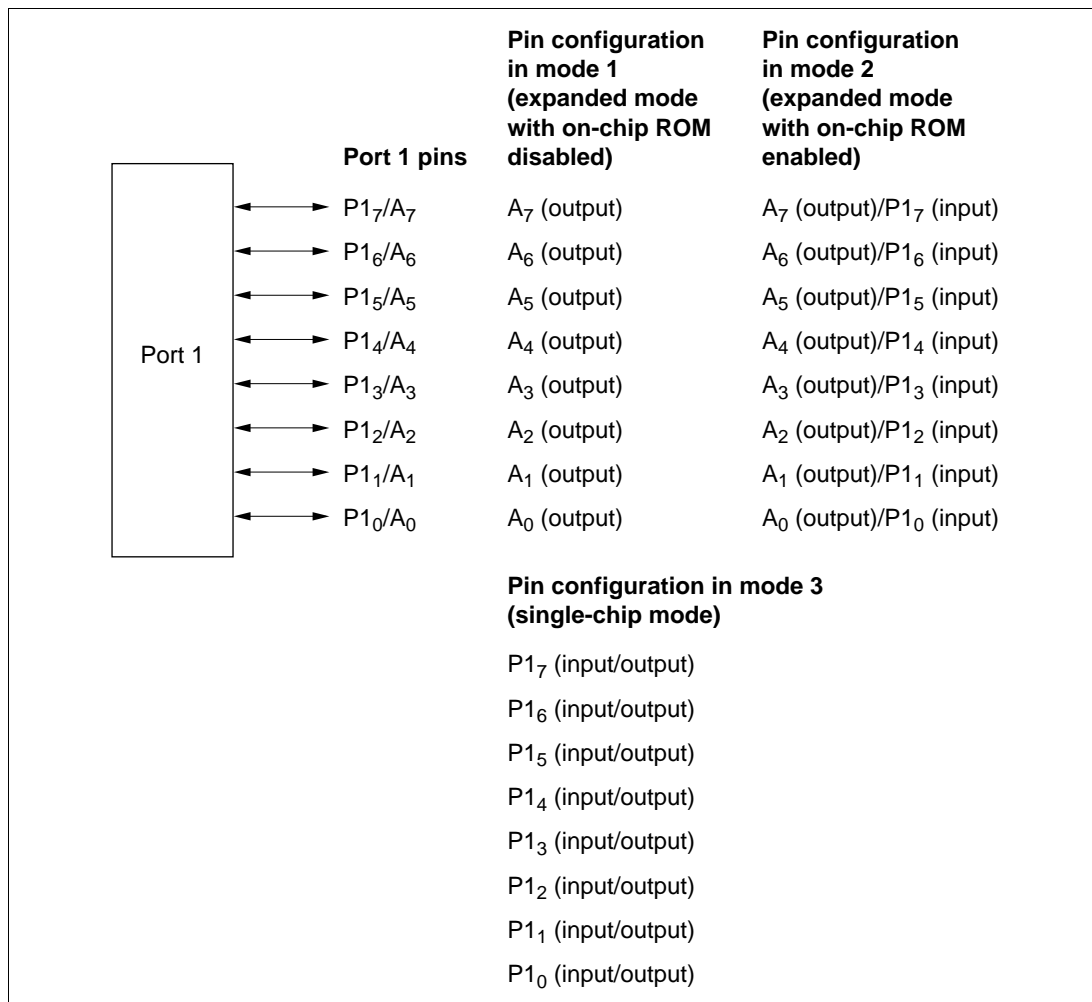 Pin configuration in mode 1 (expanded mode with on-chip ROM disabled)
Pin configuration in mode 2 (expanded mode with on-chip ROM enabled)
Port 1 pins
Port 1
P1₇/A₇ A₇ (output) A₇ (output)/P1₇ (input)
P1₆/A₆ A₆ (output) A₆ (output)/P1₆ (input)
P1₅/A₅ A₅ (output) A₅ (output)/P1₅ (input)
P1₄/A₄ A₄ (output) A₄ (output)/P1₄ (input)
P1₃/A₃ A₃ (output) A₃ (output)/P1₃ (input)
P1₂/A₂ A₂ (output) A₂ (output)/P1₂ (input)
P1₁/A₁ A₁ (output) A₁ (output)/P1₁ (input)
P1₀/A₀ A₀ (output) A₀ (output)/P1₀ (input)
Pin configuration in mode 3
(single-chip mode)
P1₇ (input/output)
P1₆ (input/output)
P1₅ (input/output)
P1₄ (input/output)
P1₃ (input/output)
P1₂ (input/output)
P1₁ (input/output)
P1₀ (input/output)